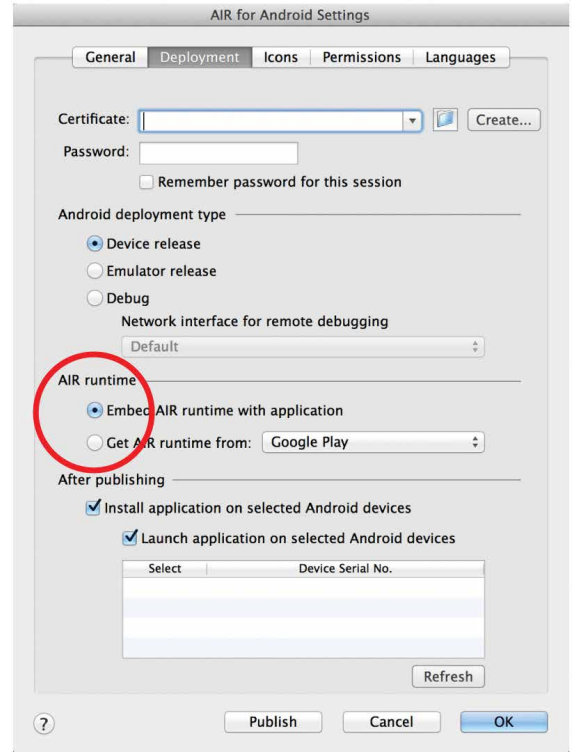 AIR for Android Settings
General Deployment Icons Permissions Languages
Certificate: Create...
Password:
Remember password for this session
Android deployment type
Device release
Emulator release
Debug
Network interface for remote debugging
Default
AIR runtime
Embed AIR runtime with application
Get AIR runtime from: Google Play
After publishing
Install application on selected Android devices
Launch application on selected Android devices
Select Device Serial No.
Refresh
? Publish Cancel OK